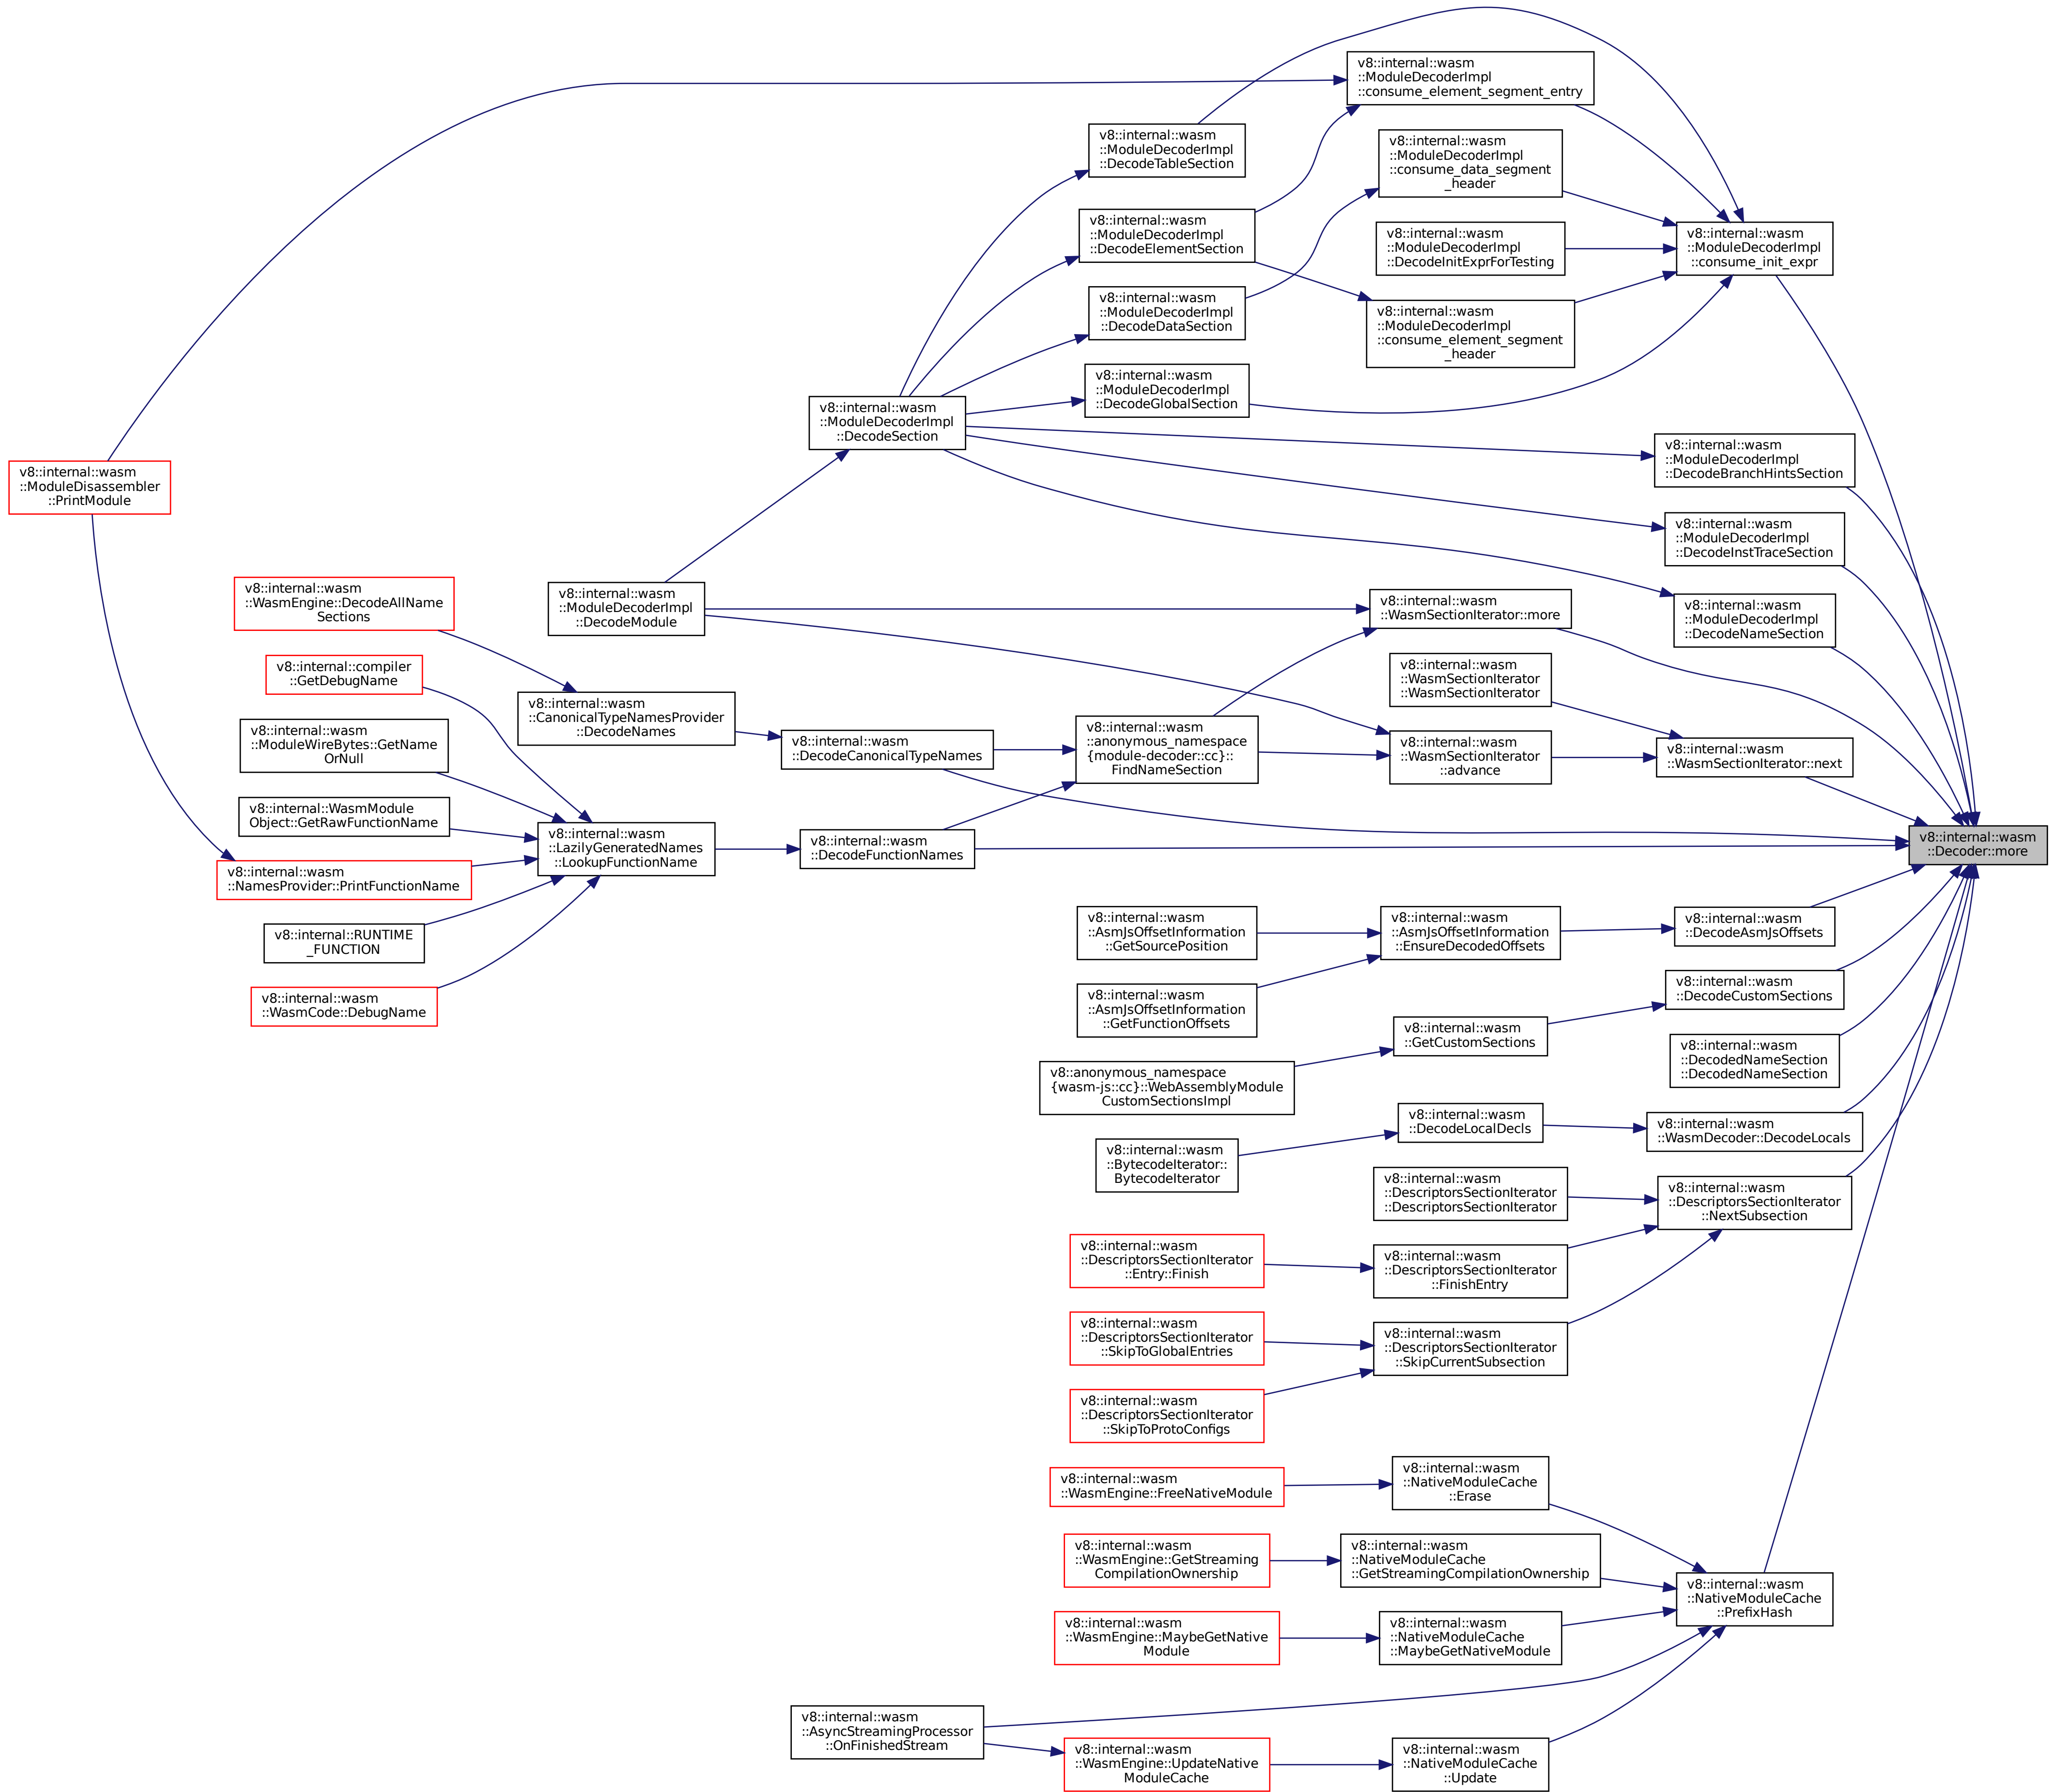 v8::internal::wasm
::ModuleDecoderImpl
::consume_element_segment_entry
v8::internal::wasm
::ModuleDecoderImpl
::DecodeTableSection
v8::internal::wasm
::ModuleDecoderImpl
::consume_data_segment
_header
v8::internal::wasm
::ModuleDecoderImpl
::DecodeElementSection
v8::internal::wasm
::ModuleDecoderImpl
::DecodeInitExprForTesting
v8::internal::wasm
::ModuleDecoderImpl
::consume_init_expr
v8::internal::wasm
::ModuleDecoderImpl
::DecodeDataSection
v8::internal::wasm
::ModuleDecoderImpl
::consume_element_segment
_header
v8::internal::wasm
::ModuleDecoderImpl
::DecodeGlobalSection
v8::internal::wasm
::ModuleDecoderImpl
::DecodeSection
v8::internal::wasm
::ModuleDecoderImpl
::DecodeBranchHintsSection
v8::internal::wasm
::ModuleDisassembler
::PrintModule
v8::internal::wasm
::ModuleDecoderImpl
::DecodeInstTraceSection
v8::internal::wasm
::WasmEngine::DecodeAllName
Sections
v8::internal::wasm
::ModuleDecoderImpl
::DecodeModule
v8::internal::wasm
::WasmSectionIterator::more
v8::internal::wasm
::ModuleDecoderImpl
::DecodeNameSection
v8::internal::compiler
::GetDebugName
v8::internal::wasm
::WasmSectionIterator
::WasmSectionIterator
v8::internal::wasm
::CanonicalTypeNamesProvider
::DecodeNames
v8::internal::wasm
::ModuleWireBytes::GetName
OrNull
v8::internal::wasm
::DecodeCanonicalTypeNames
v8::internal::wasm
::anonymous_namespace
{module-decoder::cc}::
FindNameSection
v8::internal::wasm
::WasmSectionIterator
::advance
v8::internal::wasm
::WasmSectionIterator::next
v8::internal::WasmModule
Object::GetRawFunctionName
v8::internal::wasm
::LazilyGeneratedNames
::LookupFunctionName
v8::internal::wasm
::DecodeFunctionNames
v8::internal::wasm
::Decoder::more
v8::internal::wasm
::NamesProvider::PrintFunctionName
v8::internal::RUNTIME
_FUNCTION
v8::internal::wasm
::WasmCode::DebugName
v8::internal::wasm
::AsmJsOffsetInformation
::GetSourcePosition
v8::internal::wasm
::AsmJsOffsetInformation
::EnsureDecodedOffsets
v8::internal::wasm
::DecodeAsmJsOffsets
v8::internal::wasm
::AsmJsOffsetInformation
::GetFunctionOffsets
v8::internal::wasm
::DecodeCustomSections
v8::internal::wasm
::GetCustomSections
v8::anonymous_namespace
{wasm-js::cc}::WebAssemblyModule
CustomSectionsImpl
v8::internal::wasm
::DecodedNameSection
::DecodedNameSection
v8::internal::wasm
::DecodeLocalDecls
v8::internal::wasm
::WasmDecoder::DecodeLocals
v8::internal::wasm
::BytecodeIterator::
BytecodeIterator
v8::internal::wasm
::DescriptorsSectionIterator
::DescriptorsSectionIterator
v8::internal::wasm
::DescriptorsSectionIterator
::NextSubsection
v8::internal::wasm
::DescriptorsSectionIterator
::Entry::Finish
v8::internal::wasm
::DescriptorsSectionIterator
::FinishEntry
v8::internal::wasm
::DescriptorsSectionIterator
::SkipToGlobalEntries
v8::internal::wasm
::DescriptorsSectionIterator
::SkipCurrentSubsection
v8::internal::wasm
::DescriptorsSectionIterator
::SkipToProtoConfigs
v8::internal::wasm
::WasmEngine::FreeNativeModule
v8::internal::wasm
::NativeModuleCache
::Erase
v8::internal::wasm
::WasmEngine::GetStreaming
CompilationOwnership
v8::internal::wasm
::NativeModuleCache
::GetStreamingCompilationOwnership
v8::internal::wasm
::NativeModuleCache
::PrefixHash
v8::internal::wasm
::WasmEngine::MaybeGetNative
Module
v8::internal::wasm
::NativeModuleCache
::MaybeGetNativeModule
v8::internal::wasm
::AsyncStreamingProcessor
::OnFinishedStream
v8::internal::wasm
::WasmEngine::UpdateNative
ModuleCache
v8::internal::wasm
::NativeModuleCache
::Update